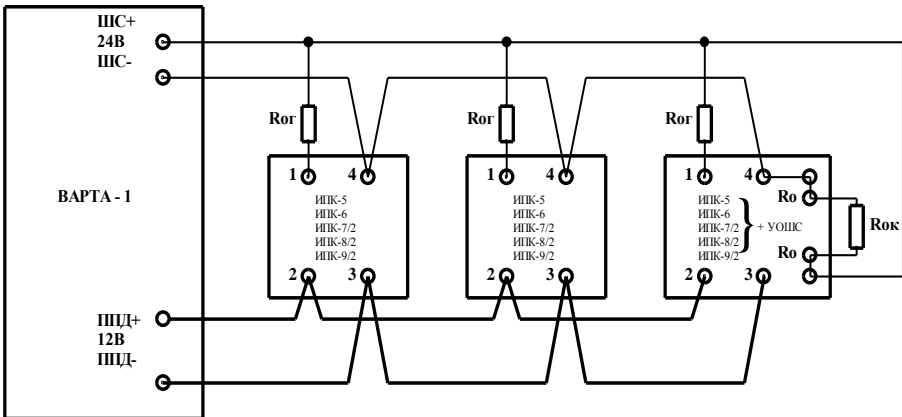 ШС+
24В
ШС-
Rог
Rог
Rог
1 4
1 4
1 4
Rо
Rок
ВАРТА - 1
ИПК-5
ИПК-6
ИПК-7/2
ИПК-8/2
ИПК-9/2
ИПК-5
ИПК-6
ИПК-7/2
ИПК-8/2
ИПК-9/2
ИПК-5
ИПК-6
ИПК-7/2
ИПК-8/2
ИПК-9/2
+ УОШС
Rо
2 3
2 3
2 3
ППД+
12В
ППД-